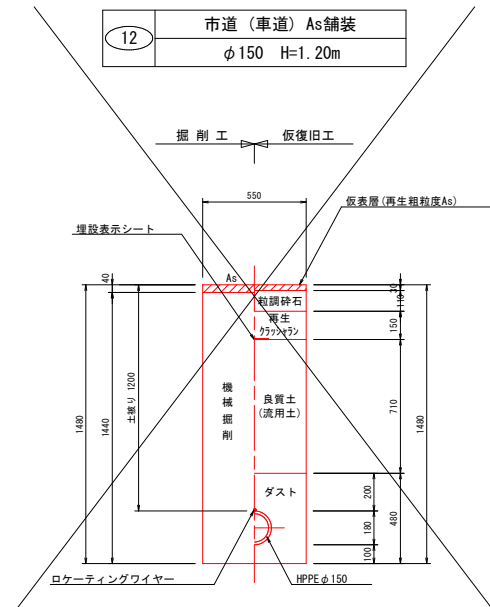 12
市道（車道）As舗装
φ150 H=1.20m
掘削工
仮復旧工
550
仮表層(再生粗粒度As)
埋設表示シート
As
40
30
110
粒調砕石
再生
クラッシャラン
150
機械掘削
良質土
(流用土)
土被り 1200
1480
1440
710
1480
ダスト
200
480
180
100
ロケーティングワイヤー
HPPEφ150